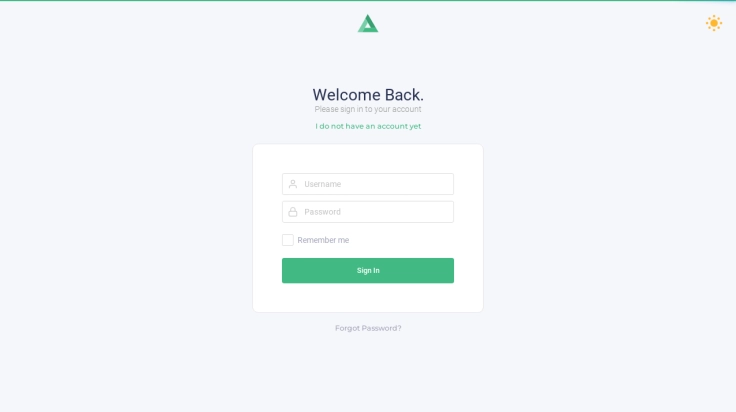 Welcome Back.
Please sign in to your account
I do not have an account yet
Username
Password
Remember me
Sign In
Forgot Password?